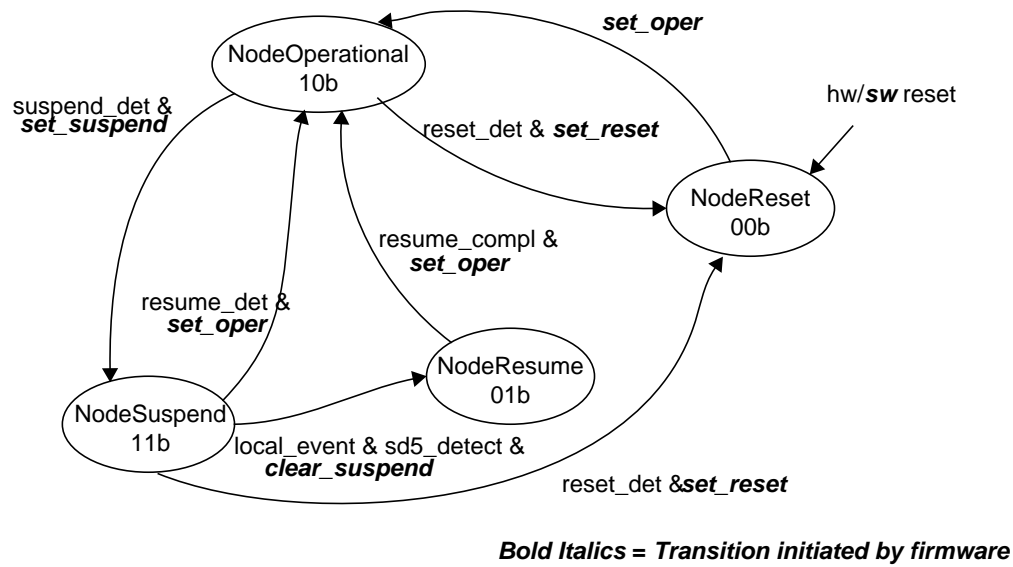 set_oper
NodeOperational
10b
hw/sw reset
suspend_det &
set_suspend
reset_det & set_reset
NodeReset
00b
resume_compl &
set_oper
resume_det &
set_oper
NodeResume
01b
NodeSuspend
11b
local_event & sd5_detect &
clear_suspend
reset_det &set_reset
Bold Italics = Transition initiated by firmware